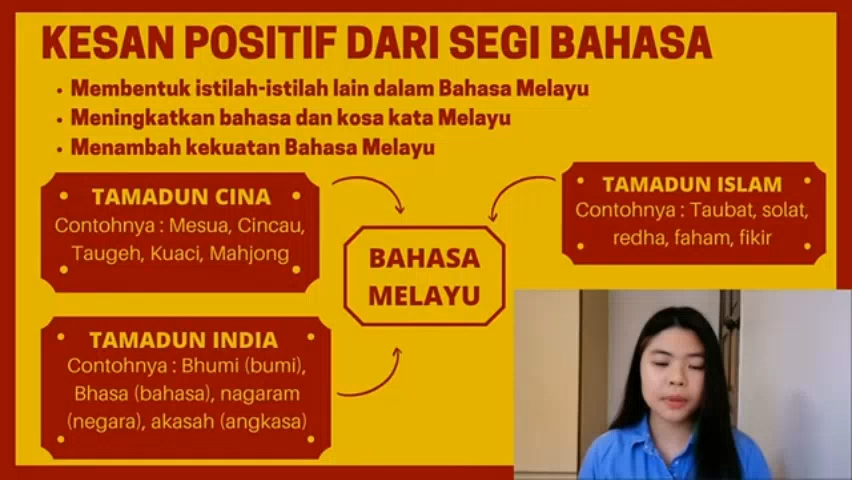 KESAN POSITIF DARI SEGI BAHASA
• Membentuk istilah-istilah lain dalam Bahasa Melayu
• Meningkatkan bahasa dan kosa kata Melayu
• Menambah kekuatan Bahasa Melayu
TAMADUN CINA
Contohnya : Mesua, Cincau,
Taugeh, Kuaci, Mahjong
TAMADUN ISLAM
Contohnya : Taubat, solat,
redha, faham, fikir
BAHASA
MELAYU
TAMADUN INDIA
Contohnya : Bhumi (bumi),
Bhasa (bahasa), nagaram
(negara), akasah (angkasa)